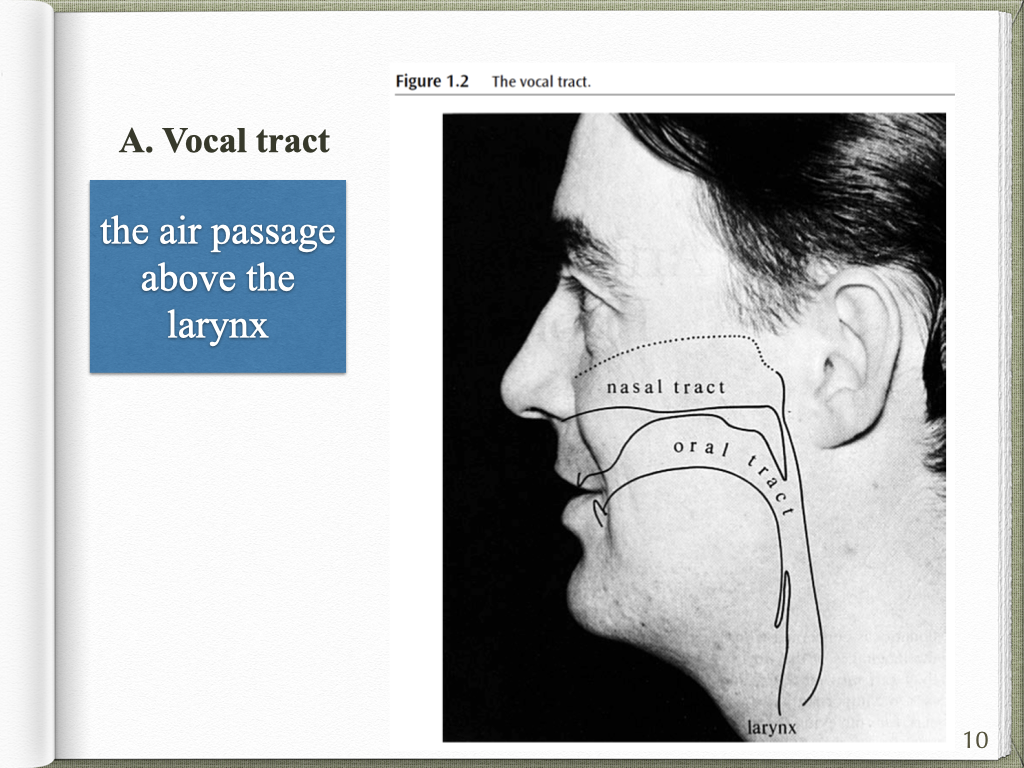 Figure 1.2 The vocal tract.
A. Vocal tract
the air passage
above the
larynx
nasal tract
oral tract
larynx
10